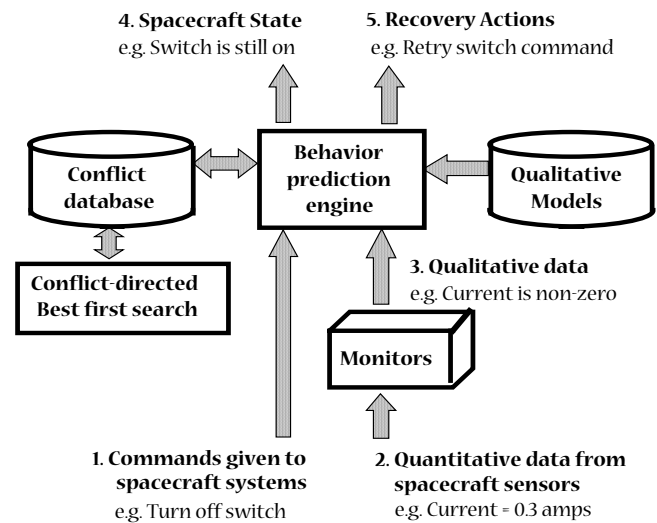 4. Spacecraft State
e.g. Switch is still on
5. Recovery Actions
e.g. Retry switch command
Conflict
database
Behavior
prediction
engine
Qualitative
Models
Conflict-directed
Best first search
3. Qualitative data
e.g. Current is non-zero
Monitors
1. Commands given to
spacecraft systems
e.g. Turn off switch
2. Quantitative data from
spacecraft sensors
e.g. Current = 0.3 amps